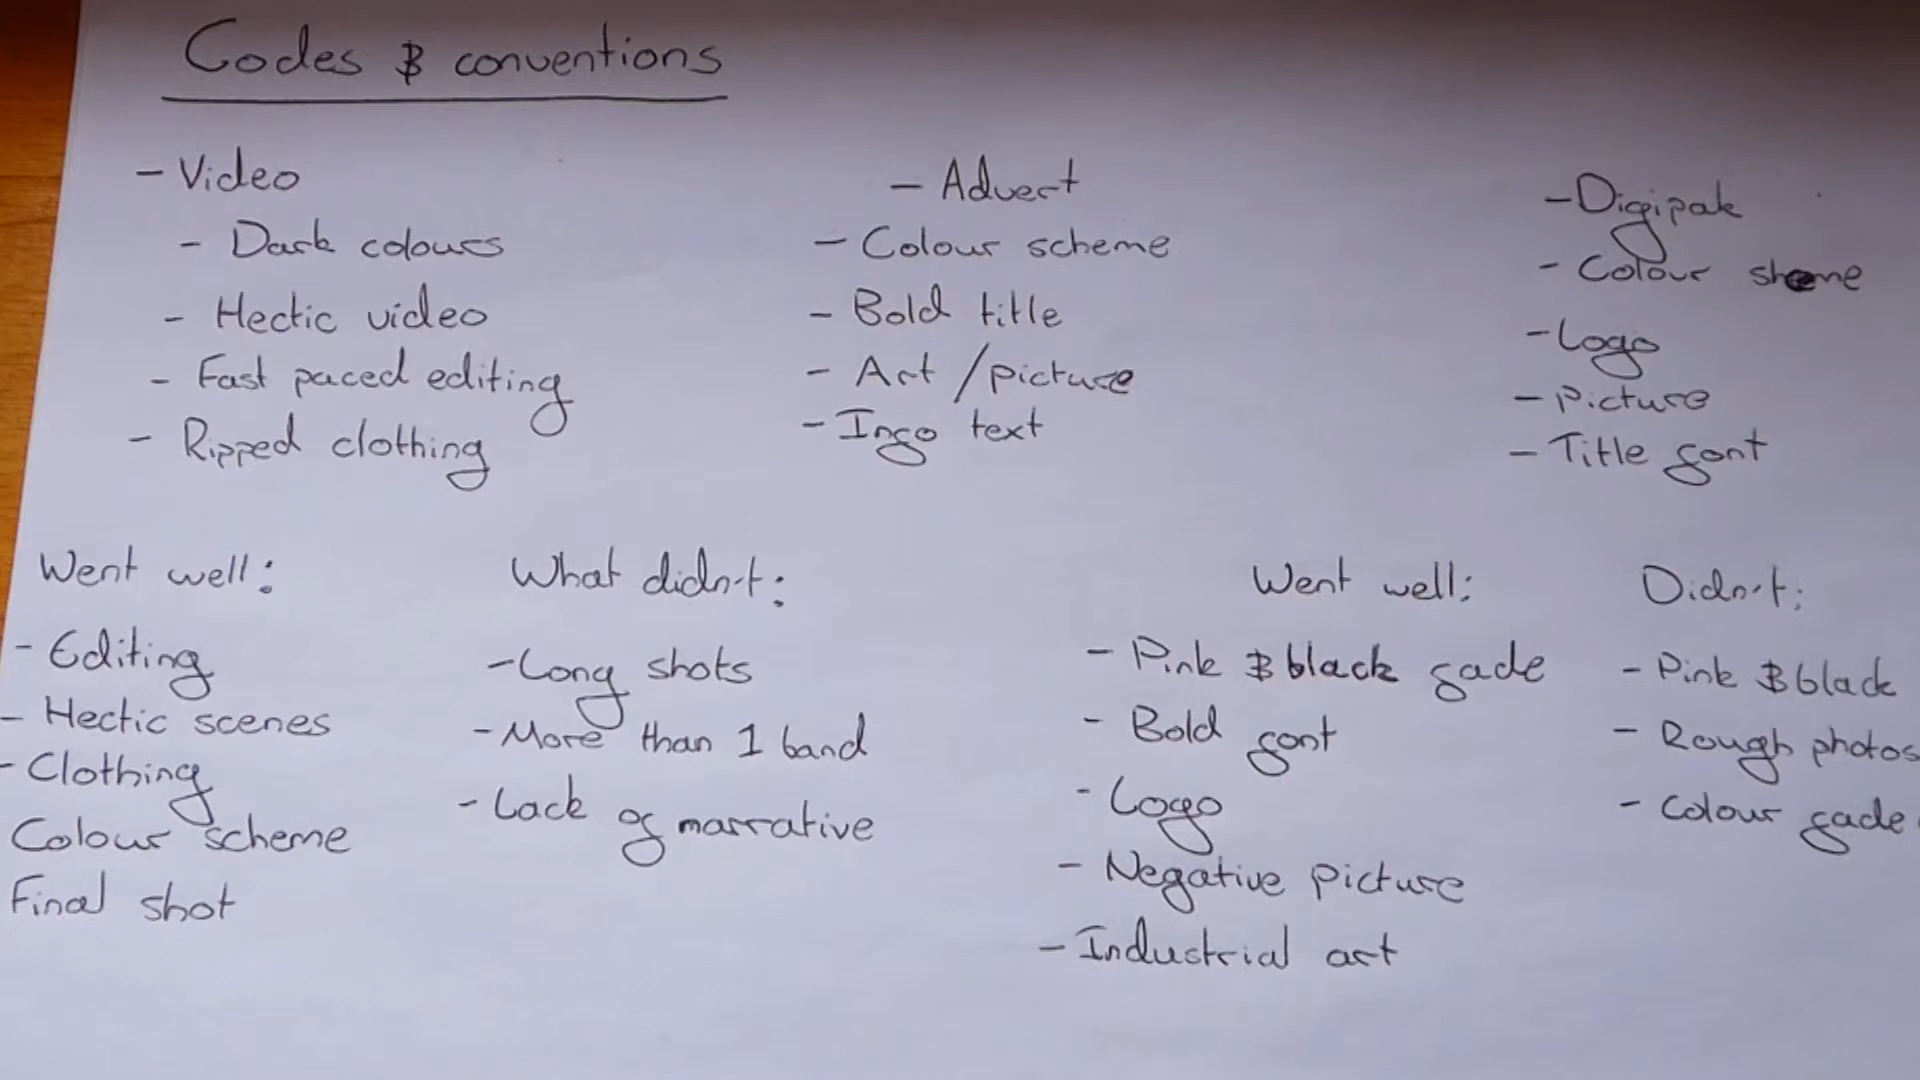 Codes & conventions
- Video
- Dark colours
- Hectic video
- Fast paced editing
- Ripped clothing
- Advert
- Colour scheme
- Bold title
- Art / picture
- Info text
- Digipak
- Colour sheme
- Logo
- Picture
- Title font
Went well:
- Editing
- Hectic scenes
- Clothing
Colour scheme
Final shot
What didn't:
- Long shots
- More than 1 band
- Lack of narrative
Went well:
- Pink & black fade
- Bold font
- Logo
- Negative picture
- Industrial art
Didn't:
- Pink & black
- Rough photos
- Colour fade